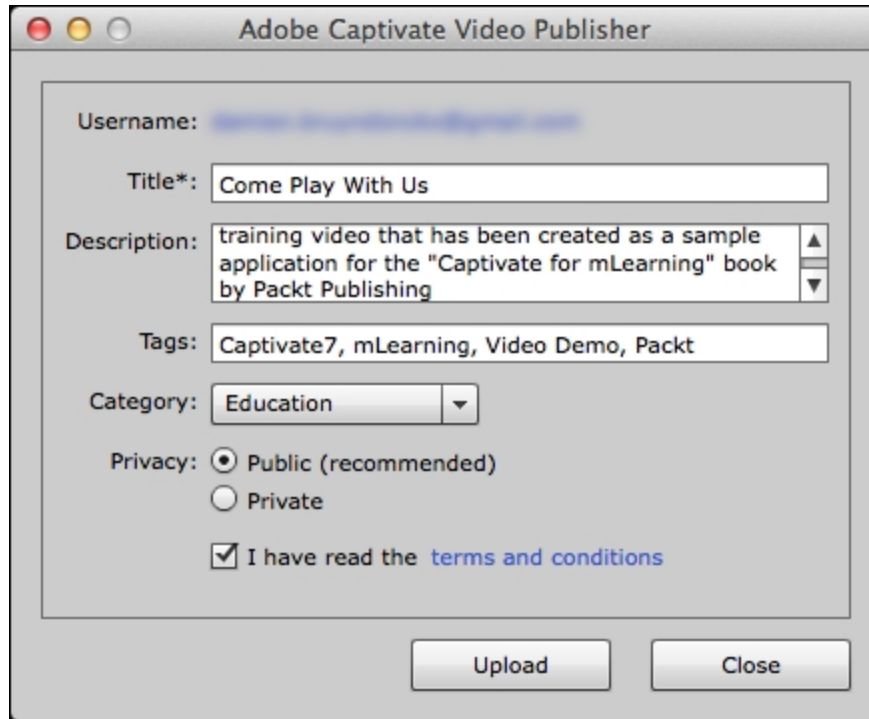 Adobe Captivate Video Publisher
Username:
Title*: Come Play With Us
Description: training video that has been created as a sample
application for the "Captivate for mLearning" book
by Packt Publishing
Tags: Captivate7, mLearning, Video Demo, Packt
Category: Education
Privacy: Public (recommended)
Private
I have read the terms and conditions
Upload Close